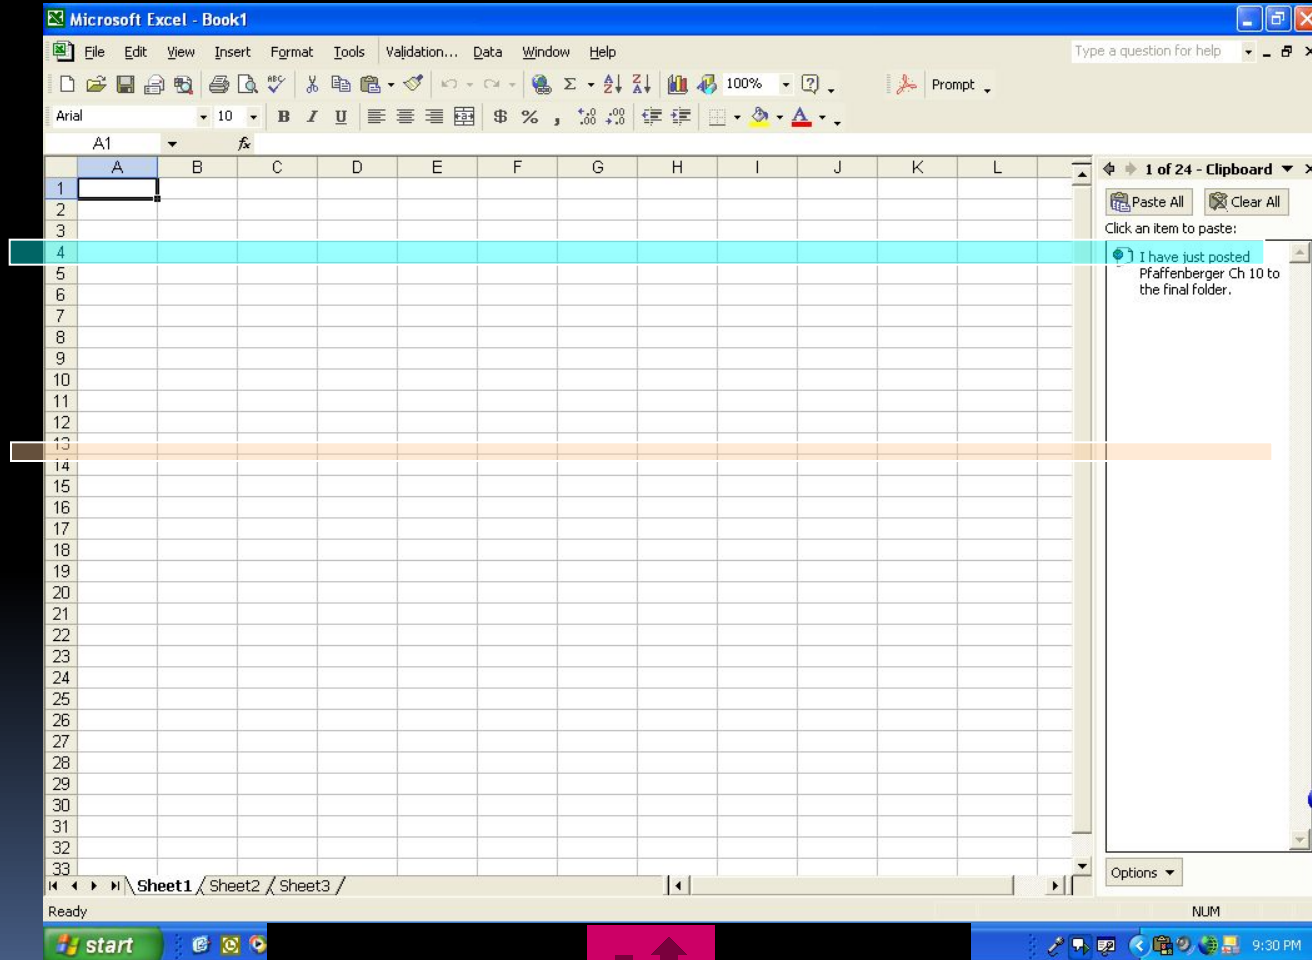 Microsoft Excel - Book1
File Edit View Insert Format Tools Validation... Data Window Help
Type a question for help
100% Prompt
Arial 10 B I U $ % ,
A1 fx
A B C D E F G H I J K L
1 of 24 - Clipboard
Paste All Clear All
Click an item to paste:
I have just posted
Pfaffenberger Ch 10 to
the final folder.
1
2
3
4
5
6
7
8
9
10
11
12
13
14
15
16
17
18
19
20
21
22
23
24
25
26
27
28
29
30
31
32
33
Options
Sheet1 Sheet2 Sheet3
Ready NUM
start 9:30 PM